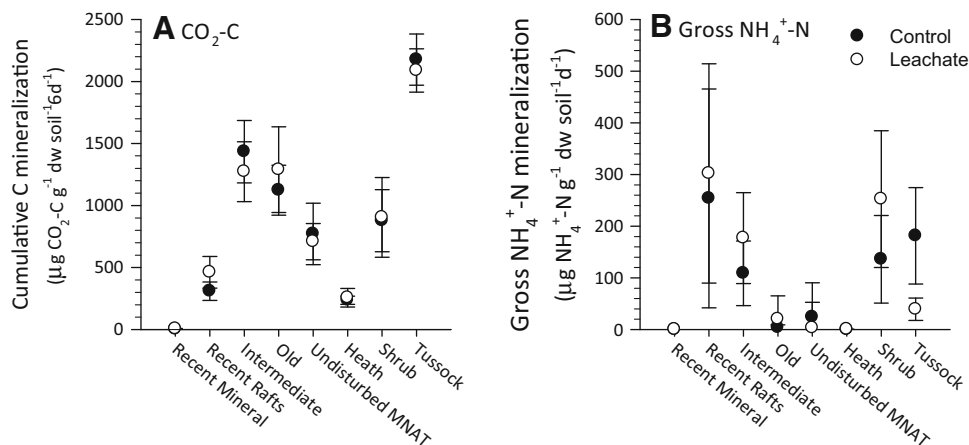 A CO₂-C
Cumulative C mineralization
(µg CO₂-C g⁻¹ dw soil⁻¹6d⁻¹)
2500
2000
1500
1000
500
0
Recent Mineral
Recent Rafts
Intermediate
Old
Undisturbed MNAT
Heath
Shrub
Tussock
B Gross NH₄⁺-N
Control
Leachate
Gross NH₄⁺-N mineralization
(µg NH₄⁺-N g⁻¹ dw soil⁻¹d⁻¹)
600
500
400
300
200
100
0
Recent Mineral
Recent Rafts
Intermediate
Old
Undisturbed MNAT
Heath
Shrub
Tussock